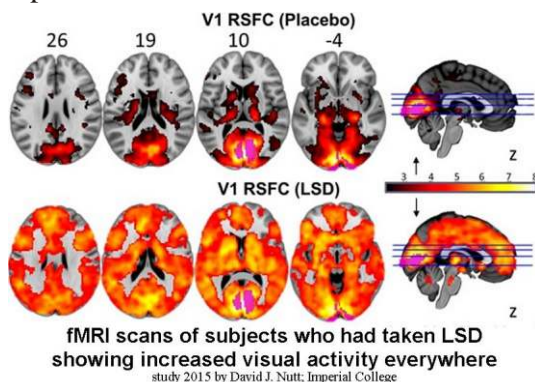 V1 RSFC (Placebo)
26 19 10 -4
Z
3 4 5 6 7 8
V1 RSFC (LSD)
Z
fMRI scans of subjects who had taken LSD
showing increased visual activity everywhere
study 2015 by David J. Nutt; Imperial College